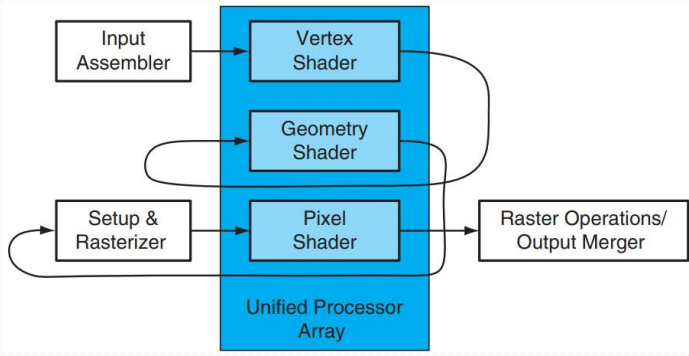 Input
Assembler
Vertex
Shader
Geometry
Shader
Setup &
Rasterizer
Pixel
Shader
Raster Operations/
Output Merger
Unified Processor
Array